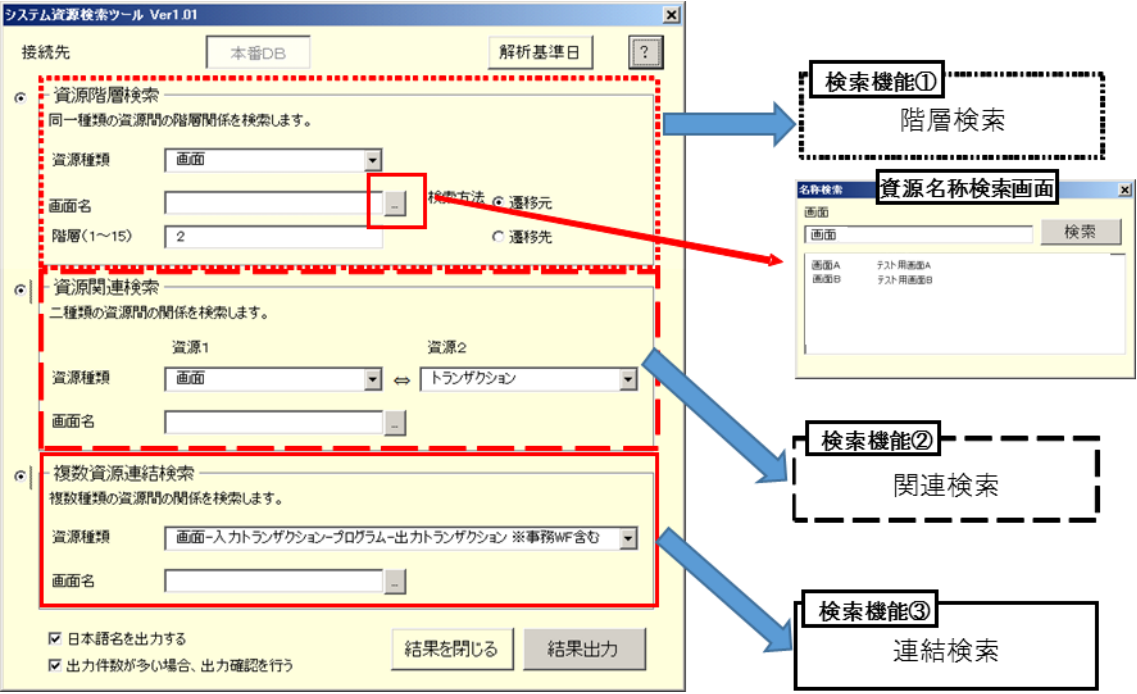 システム資源検索ツール Ver1.01
接続先
本番DB
解析基準日
?
資源階層検索
同一種類の資源間の階層関係を検索します。
資源種類
画面
画面名
...
検索方法
遷移元
階層(1～15)
2
遷移先
資源関連検索
二種類の資源間の関係を検索します。
資源1
資源2
資源種類
画面
⇔
トランザクション
画面名
...
複数資源連結検索
複数種類の資源間の関係を検索します。
資源種類
画面-入力トランザクション-プログラム-出力トランザクション ※事務WF含む
画面名
...
日本語名を出力する
出力件数が多い場合、出力確認を行う
結果を閉じる
結果出力
検索機能①
階層検索
名称検索
資源名称検索画面
画面
画面
検索
画面A テスト用画面A
画面B テスト用画面B
検索機能②
関連検索
検索機能③
連結検索